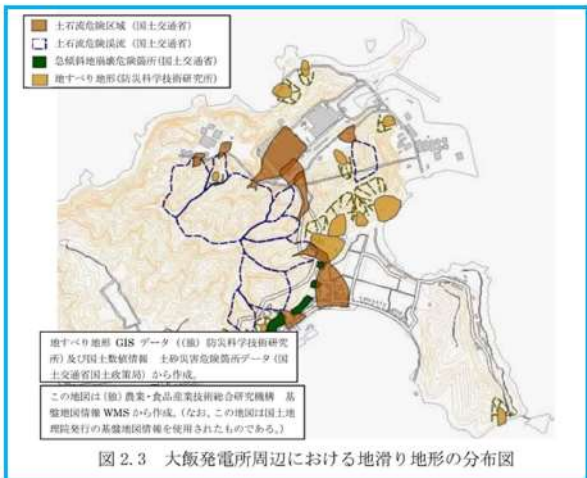 土石流危険区域(国土交通省)
土石流危険渓流(国土交通省)
急傾斜地崩壊危険箇所(国土交通省)
地すべり地形(防災科学技術研究所)
地すべり地形 GIS データ((独)防災科学技術研究
所)及び国土数値情報 土砂災害危険箇所データ(国
土交通省国土政策局)から作成。
この地図は(独)農業・食品産業技術総合研究機構 基
盤地図情報 WMS から作成。(なお、この地図は国土地
理院発行の基盤地図情報を使用されたものである。)
図 2.3 大飯発電所周辺における地滑り地形の分布図